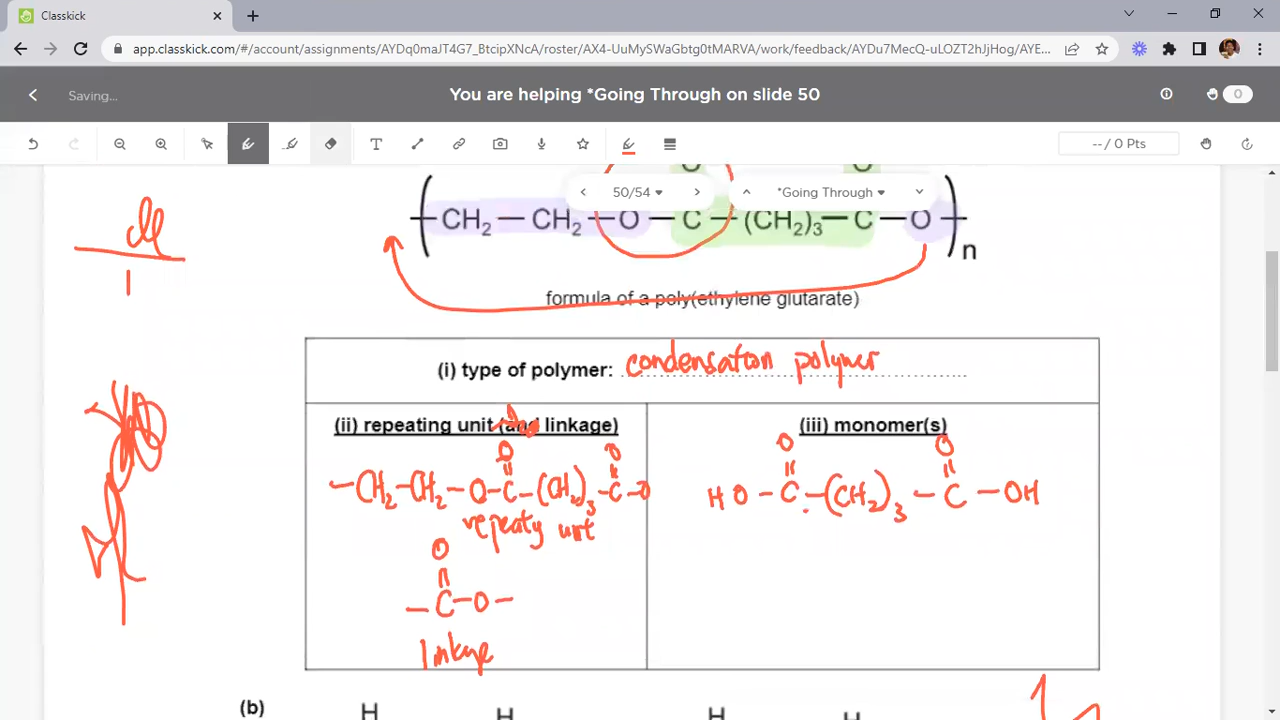 Classkick
app.classkick.com/#/account/assignments/AYDq0maJT4G7_BtcipXNtA/roster/AX4-UuMySWaGbtg0tMARVA/work/feedback/AYDu7MecQ-uLOZT2hJjHog/AYE...
Saving...
You are helping *Going Through on slide 50
0
T
-- / 0 Pts
50/54
*Going Through
CH2 — CH2 — O — C — (CH2)3 — C — O
n
formula of a poly(ethylene glutarate)
(i) type of polymer: condensation polymer
(ii) repeating unit (and linkage)
(iii) monomer(s)
O O
—CH2—CH2—O—C—(CH2)3—C—O
repeaty unit
O
—C—O—
linkage
O O
HO—C—(CH2)3—C—OH
(b)
H H H H